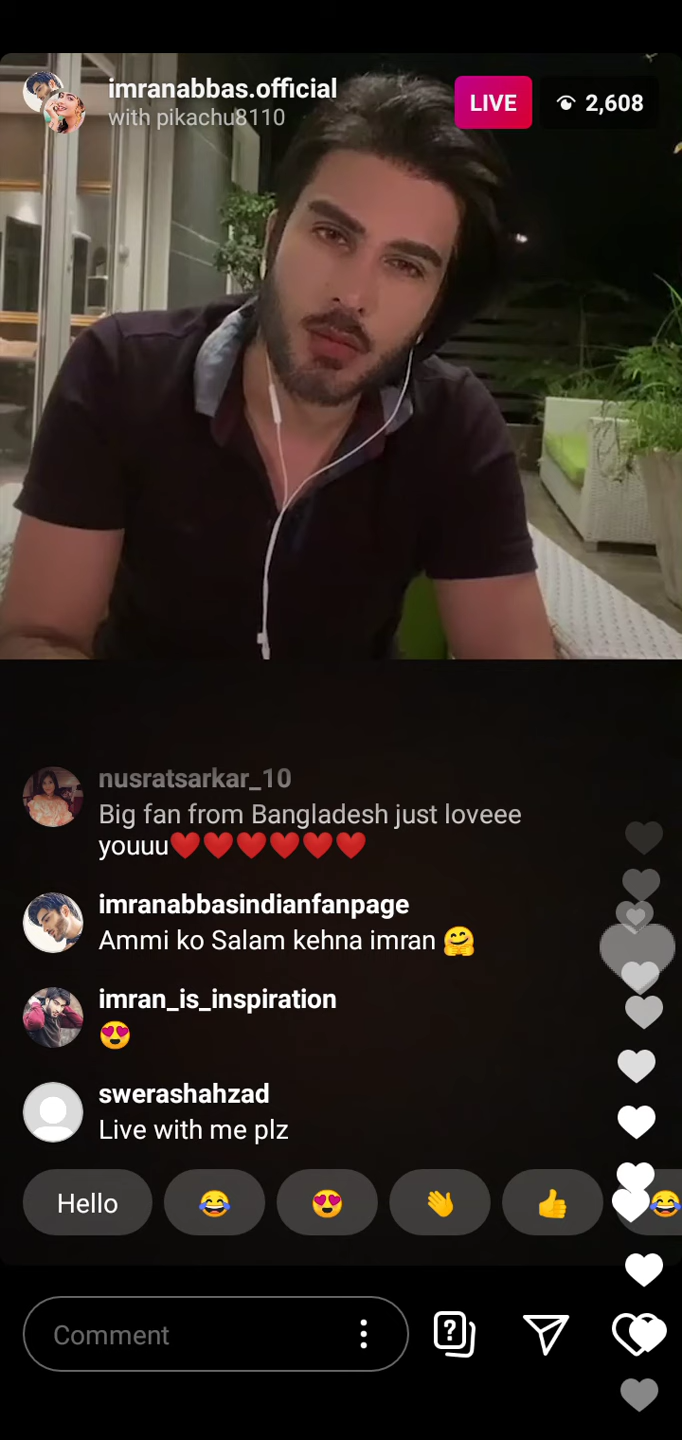 imranabbas.official
with pikachu8110
LIVE
2,608
nusratsarkar_10
Big fan from Bangladesh just loveee
youuu❤️❤️❤️❤️❤️❤️
imranabbasindianfanpage
Ammi ko Salam kehna imran 🤗
imran_is_inspiration
😍
swerashahzad
Live with me plz
Hello 😂 😍 👋 👍 😂
Comment